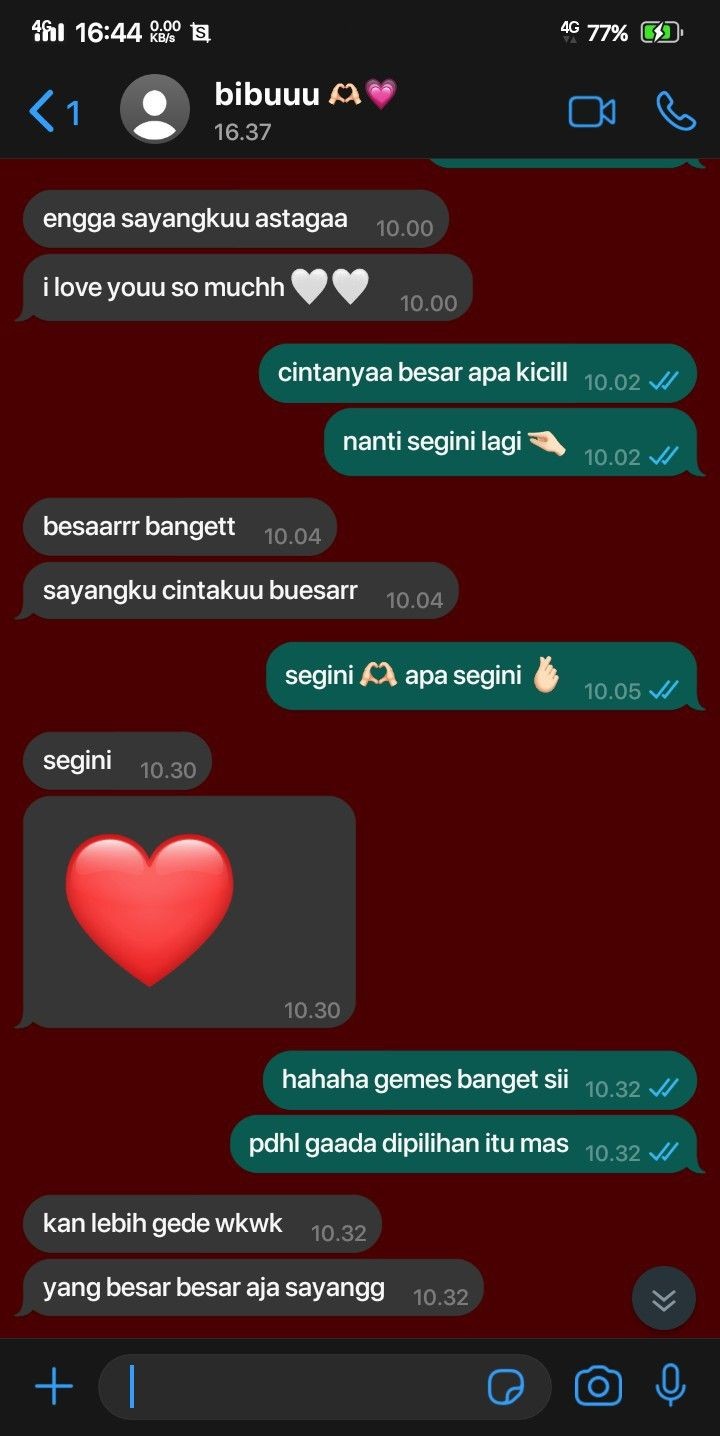 4G 16:44 0.00 KB/s 4G 77%
1 bibuuu 🫶🏻💗
16.37
engga sayangkuu astagaa 10.00
i love youu so muchh 🤍🤍 10.00
cintanyaa besar apa kicill 10.02
nanti segini lagi 🫴🏻 10.02
besaarrr bangett 10.04
sayangku cintakuu buesarr 10.04
segini 🫶🏻 apa segini 🫰🏻 10.05
segini 10.30
❤️
10.30
hahaha gemes banget sii 10.32
pdhl gaada dipilihan itu mas 10.32
kan lebih gede wkwk 10.32
yang besar besar aja sayangg 10.32